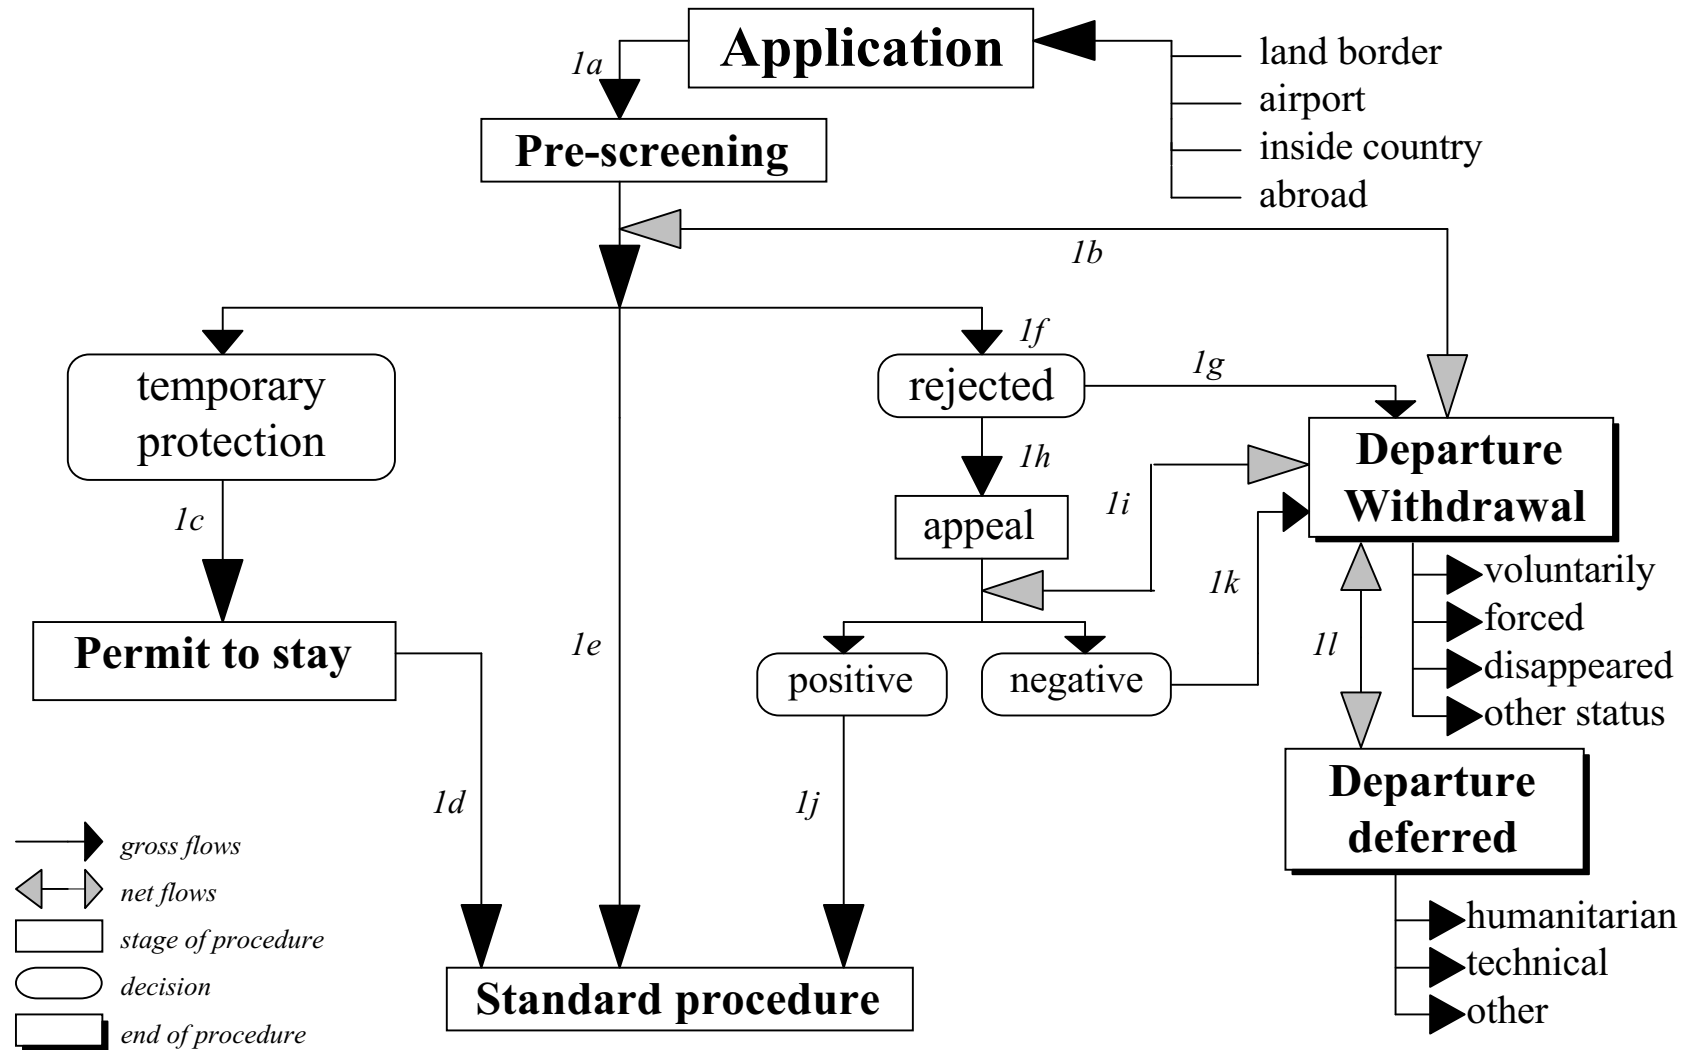 Application
1a
land border
airport
inside country
abroad
Pre-screening
1b
1f
temporary
protection
rejected
1g
1c
1h
Departure
Withdrawal
appeal
1i
1k
voluntarily
forced
disappeared
other status
Permit to stay
1e
positive
negative
1l
1d
1j
Departure
deferred
humanitarian
technical
other
Standard procedure
gross flows
net flows
stage of procedure
decision
end of procedure